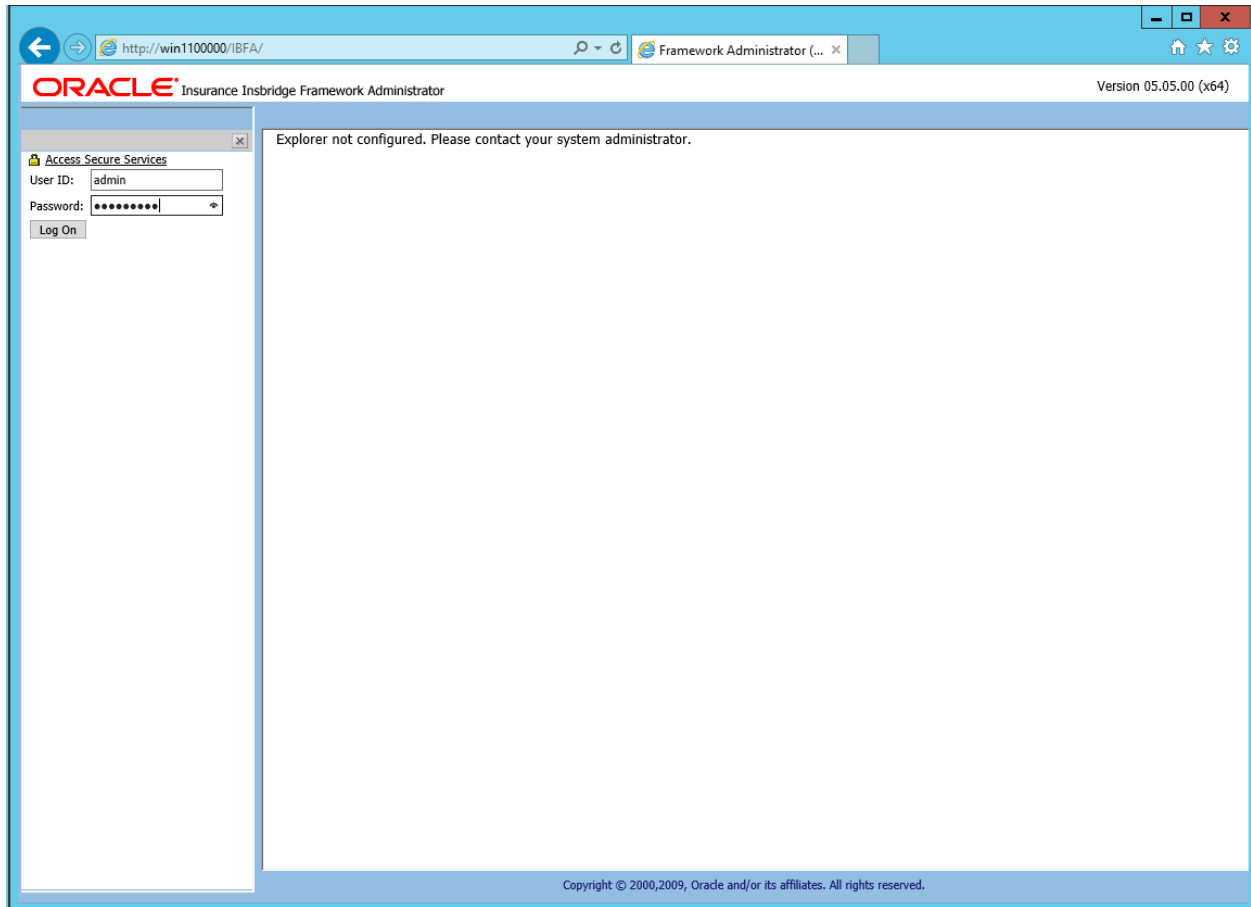 http://win1100000/IBFA/
Framework Administrator (...
ORACLE® Insurance Insbridge Framework Administrator
Version 05.05.00 (x64)
Explorer not configured. Please contact your system administrator.
Access Secure Services
User ID: admin
Password: •••••••••
Log On
Copyright © 2000,2009, Oracle and/or its affiliates. All rights reserved.